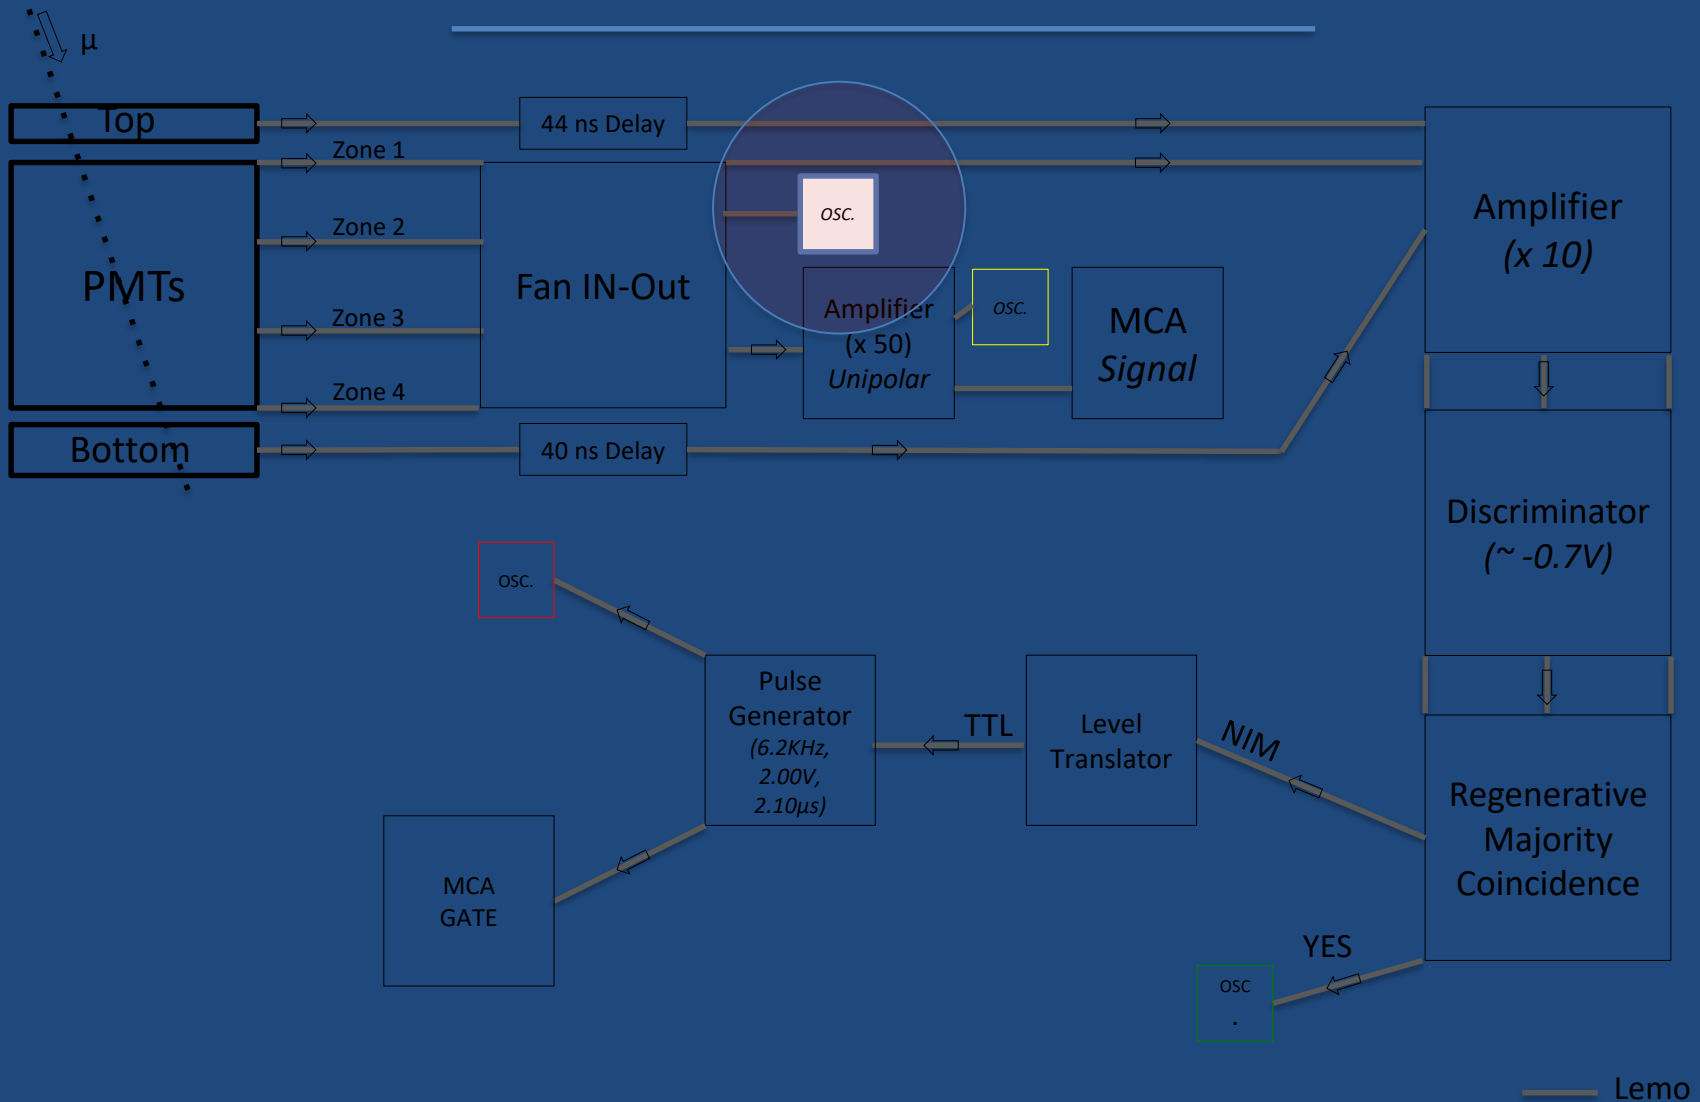 μ
Top
44 ns Delay
Zone 1
Zone 2
Zone 3
Zone 4
PMTs
Fan IN-Out
OSC.
Amplifier
(x 50)
Unipolar
OSC.
MCA
Signal
Amplifier
(x 10)
Bottom
40 ns Delay
Discriminator
(~ -0.7V)
OSC.
Pulse
Generator
(6.2KHz,
2.00V,
2.10μs)
TTL
Level
Translator
NIM
Regenerative
Majority
Coincidence
MCA
GATE
YES
OSC
.
Lemo